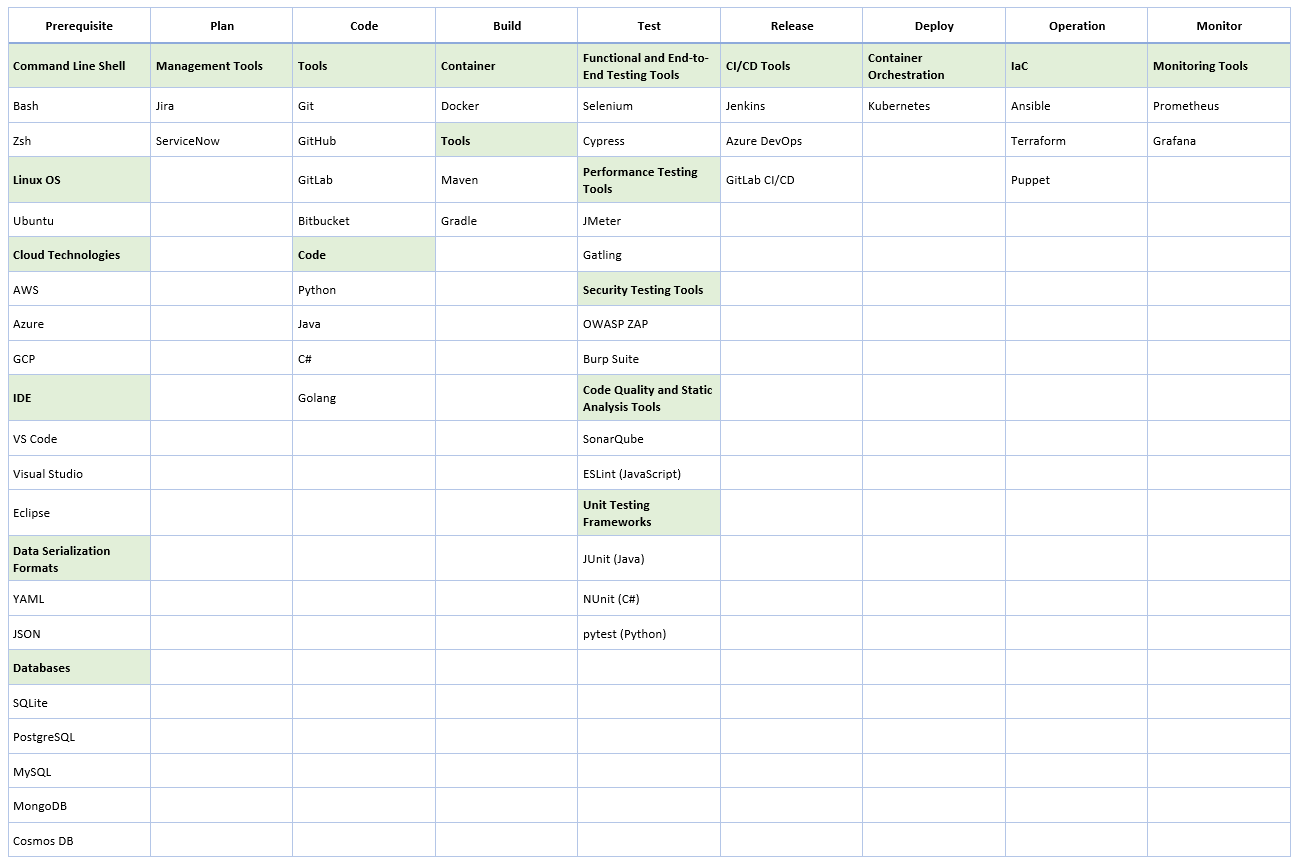 Prerequisite Plan Code Build Test Release Deploy Operation Monitor
Command Line Shell Management Tools Tools Container Functional and End-to-End Testing Tools CI/CD Tools Container Orchestration IaC Monitoring Tools
Bash Jira Git Docker Selenium Jenkins Kubernetes Ansible Prometheus
Zsh ServiceNow GitHub Tools Cypress Azure DevOps Terraform Grafana
Linux OS GitLab Maven Performance Testing Tools GitLab CI/CD Puppet
Ubuntu Bitbucket Gradle JMeter
Cloud Technologies Code Gatling
AWS Python Security Testing Tools
Azure Java OWASP ZAP
GCP C# Burp Suite
IDE Golang Code Quality and Static Analysis Tools
VS Code SonarQube
Visual Studio ESLint (JavaScript)
Eclipse Unit Testing Frameworks
Data Serialization Formats JUnit (Java)
YAML NUnit (C#)
JSON pytest (Python)
Databases
SQLite
PostgreSQL
MySQL
MongoDB
Cosmos DB